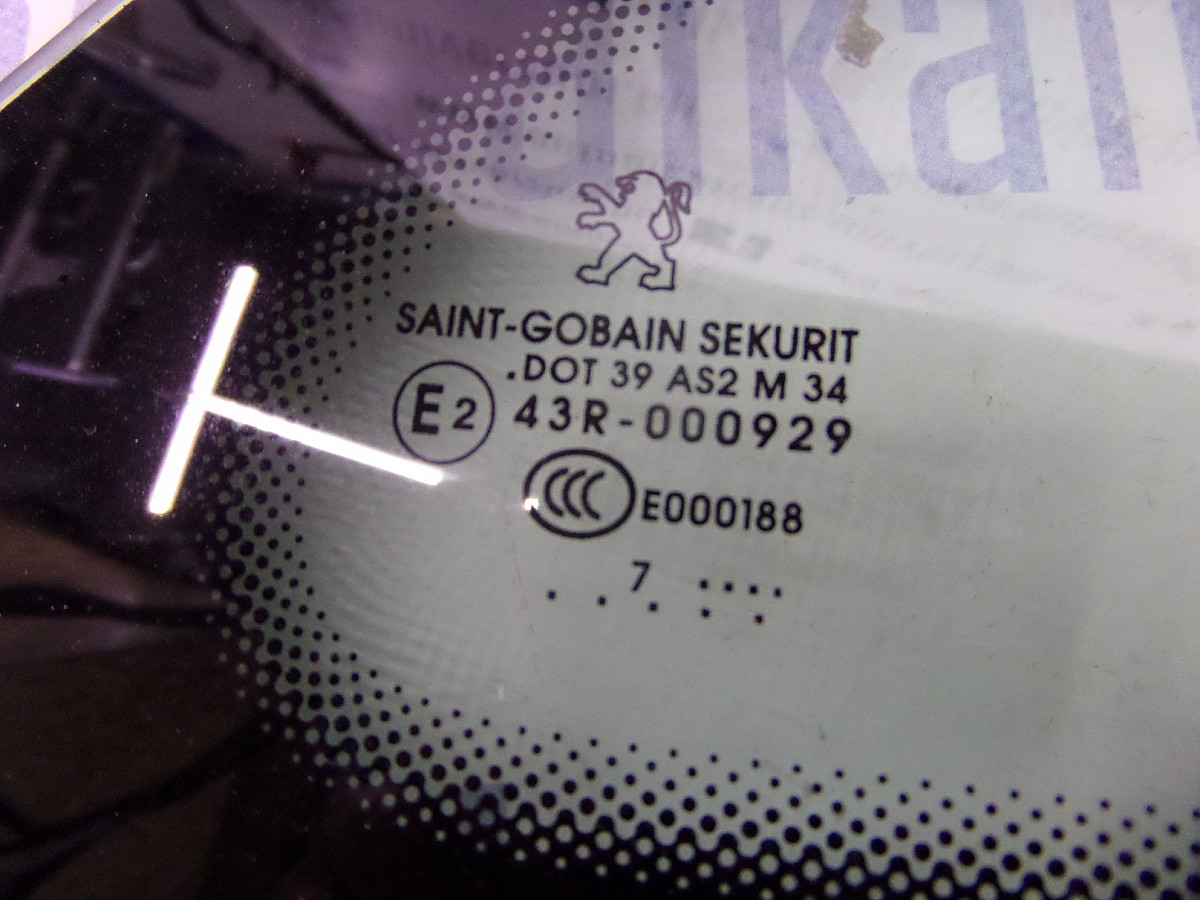 SAINT-GOBAIN SEKURIT
.DOT 39 AS2 M 34
E2 43R-000929
CCC E000188
. . 7 . : ....